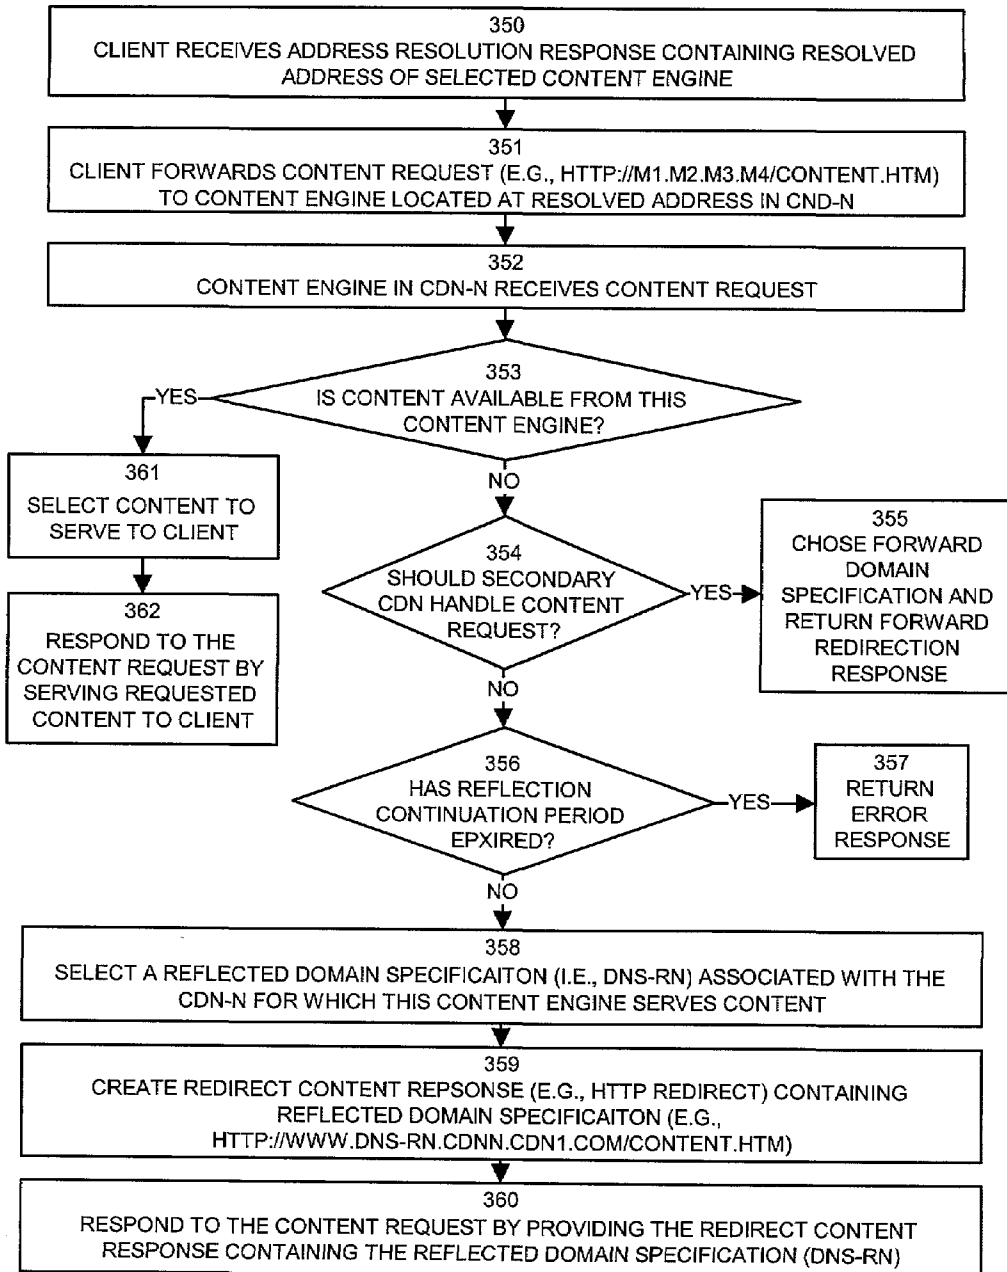 350
CLIENT RECEIVES ADDRESS RESOLUTION RESPONSE CONTAINING RESOLVED
ADDRESS OF SELECTED CONTENT ENGINE
351
CLIENT FORWARDS CONTENT REQUEST (E.G., HTTP://M1.M2.M3.M4/CONTENT.HTM)
TO CONTENT ENGINE LOCATED AT RESOLVED ADDRESS IN CND-N
352
CONTENT ENGINE IN CDN-N RECEIVES CONTENT REQUEST
353
IS CONTENT AVAILABLE FROM THIS
CONTENT ENGINE?
YES
361
SELECT CONTENT TO
SERVE TO CLIENT
362
RESPOND TO THE
CONTENT REQUEST BY
SERVING REQUESTED
CONTENT TO CLIENT
NO
354
SHOULD SECONDARY
CDN HANDLE CONTENT
REQUEST?
YES
355
CHOSE FORWARD
DOMAIN
SPECIFICATION AND
RETURN FORWARD
REDIRECTION
RESPONSE
NO
356
HAS REFLECTION
CONTINUATION PERIOD
EPXIRED?
YES
357
RETURN
ERROR
RESPONSE
NO
358
SELECT A REFLECTED DOMAIN SPECIFICAITON (I.E., DNS-RN) ASSOCIATED WITH THE
CDN-N FOR WHICH THIS CONTENT ENGINE SERVES CONTENT
359
CREATE REDIRECT CONTENT REPSONSE (E.G., HTTP REDIRECT) CONTAINING
REFLECTED DOMAIN SPECIFICAITON (E.G.,
HTTP://WWW.DNS-RN.CDNN.CDN1.COM/CONTENT.HTM)
360
RESPOND TO THE CONTENT REQUEST BY PROVIDING THE REDIRECT CONTENT
RESPONSE CONTAINING THE REFLECTED DOMAIN SPECIFICATION (DNS-RN)